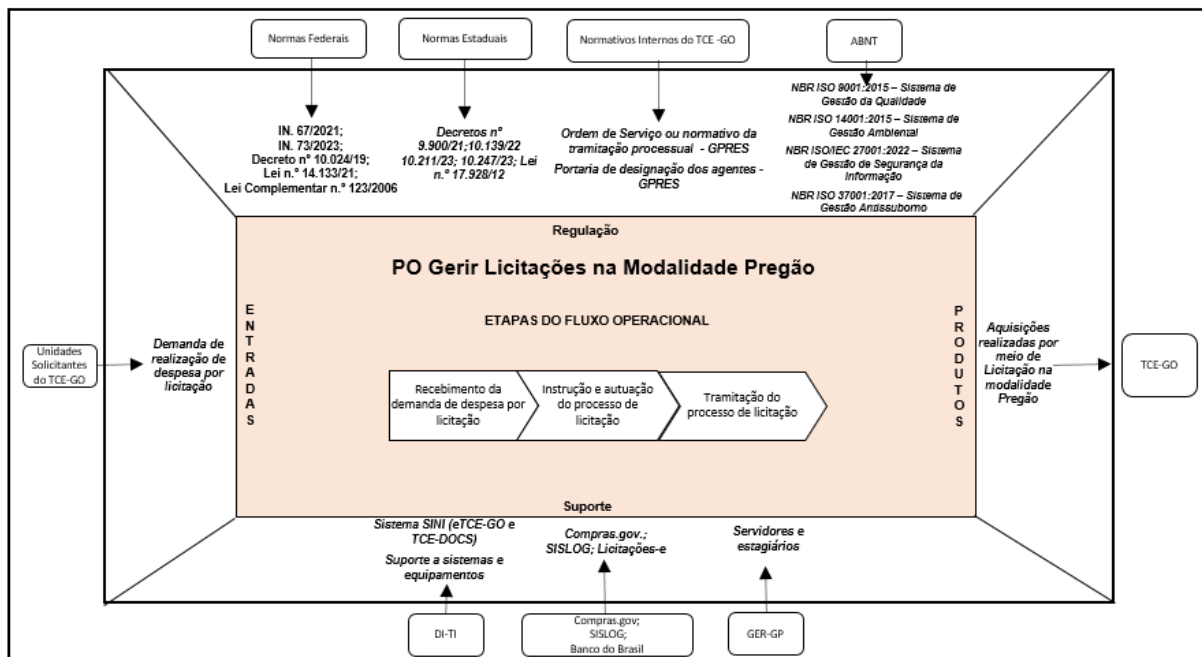 Normas Federais
Normas Estaduais
Normativos Internos do TCE -GO
ABNT
IN. 67/2021;
IN. 73/2023;
Decreto nº 10.024/19;
Lei n.º 14.133/21;
Lei Complementar n.º 123/2006
Decretos nº
9.900/21;10.139/22
10.211/23; 10.247/23; Lei
n.º 17.928/12
Ordem de Serviço ou normativo da
tramitação processual - GPRES
Portaria de designação dos agentes -
GPRES
NBR ISO 9001:2015 – Sistema de
Gestão da Qualidade
NBR ISO 14001:2015 – Sistema de
Gestão Ambiental
NBR ISO/IEC 27001:2022 – Sistema
de Gestão de Segurança da
Informação
NBR ISO 37001:2017 – Sistema de
Gestão Antissuborno
Regulação
PO Gerir Licitações na Modalidade Pregão
ETAPAS DO FLUXO OPERACIONAL
Unidades
Solicitantes
do TCE-GO
Demanda de
realização de
despesa por
licitação
ENTRADAS
Recebimento da
demanda de despesa por
licitação
Instrução e autuação
do processo de
licitação
Tramitação do
processo de licitação
PRODUTOS
Aquisições
realizadas por
meio de
Licitação na
modalidade
Pregão
TCE-GO
Suporte
Sistema SINI (eTCE-GO e
TCE-DOCS)
Suporte a sistemas e
equipamentos
Compras.gov.;
SISLOG; Licitações-e
Servidores e
estagiários
DI-TI
Compras.gov;
SISLOG;
Banco do Brasil
GER-GP